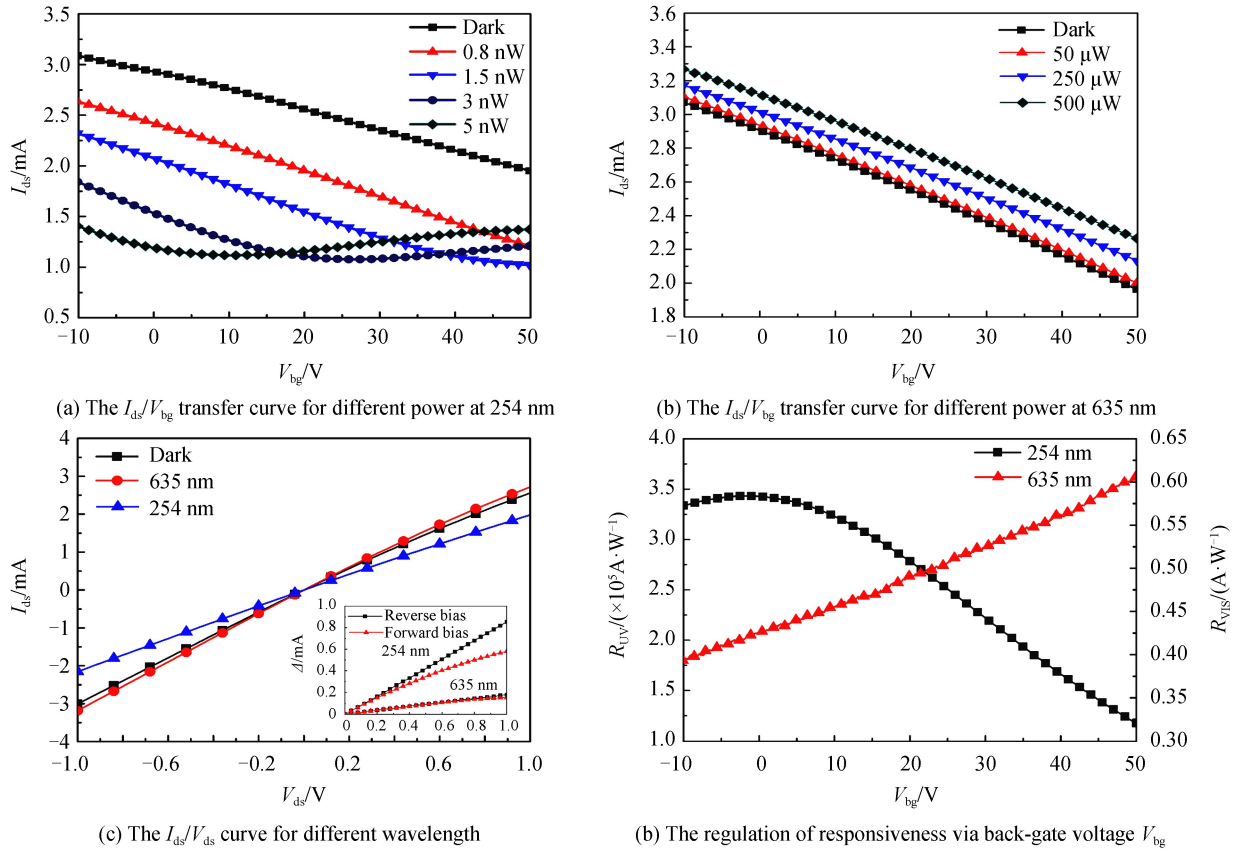 3.5
3.0
2.5
2.0
1.5
1.0
0.5
Ids/mA
Dark
0.8 nW
1.5 nW
3 nW
5 nW
−10 0 10 20 30 40 50
Vbg/V
(a) The Ids/Vbg transfer curve for different power at 254 nm
3.6
3.4
3.2
3.0
2.8
2.6
2.4
2.2
2.0
1.8
Ids/mA
Dark
50 μW
250 μW
500 μW
−10 0 10 20 30 40 50
Vbg/V
(b) The Ids/Vbg transfer curve for different power at 635 nm
4
3
2
1
0
−1
−2
−3
−4
Ids/mA
Dark
635 nm
254 nm
1.0
0.8
0.6
0.4
0.2
0
Δ/mA
Reverse bias
Forward bias
254 nm
635 nm
0 0.2 0.4 0.6 0.8 1.0
−1.0 −0.6 −0.2 0.2 0.6 1.0
Vds/V
(c) The Ids/Vds curve for different wavelength
4.0
3.5
3.0
2.5
2.0
1.5
1.0
RUV/(×10⁵A·W⁻¹)
254 nm
635 nm
0.65
0.60
0.55
0.50
0.45
0.40
0.35
0.30
RVIS/(A·W⁻¹)
−10 0 10 20 30 40 50
Vbg/V
(b) The regulation of responsiveness via back-gate voltage Vbg